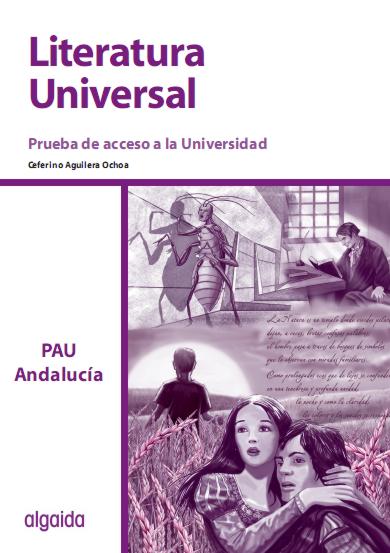 Literatura
Universal
Prueba de acceso a la Universidad
Ceferino Aguilera Ochoa
PAU
Andalucía
La Natura es un templo donde vividos pilares
dejan, a veces, brotar confusas palabras;
el hombre pasa a través de bosques de símbolos
que lo observan con miradas familiares.
Como prolongados ecos que de lejos se confunden
en una tenebrosa y profunda unidad,
la noche y como la claridad,
los colores y los sonidos se
algaida